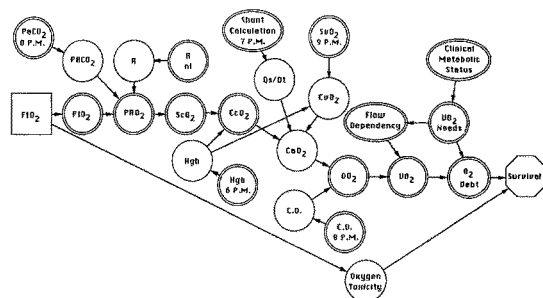 PaCO2
8 P.M.
PACO2
R
R
nl
Shunt
Calculation
7 P.M.
Qs/Qt
SvO2
9 P.M.
CvO2
Clinical
Metabolic
Status
FIO2
PIO2
PAO2
ScO2
CcO2
Flow
Dependency
VO2
Needs
Hgb
CaO2
Hgb
6 P.M.
DO2
VO2
O2
Debt
Survival
C.O.
C.O.
8 P.M.
Oxygen
Toxicity